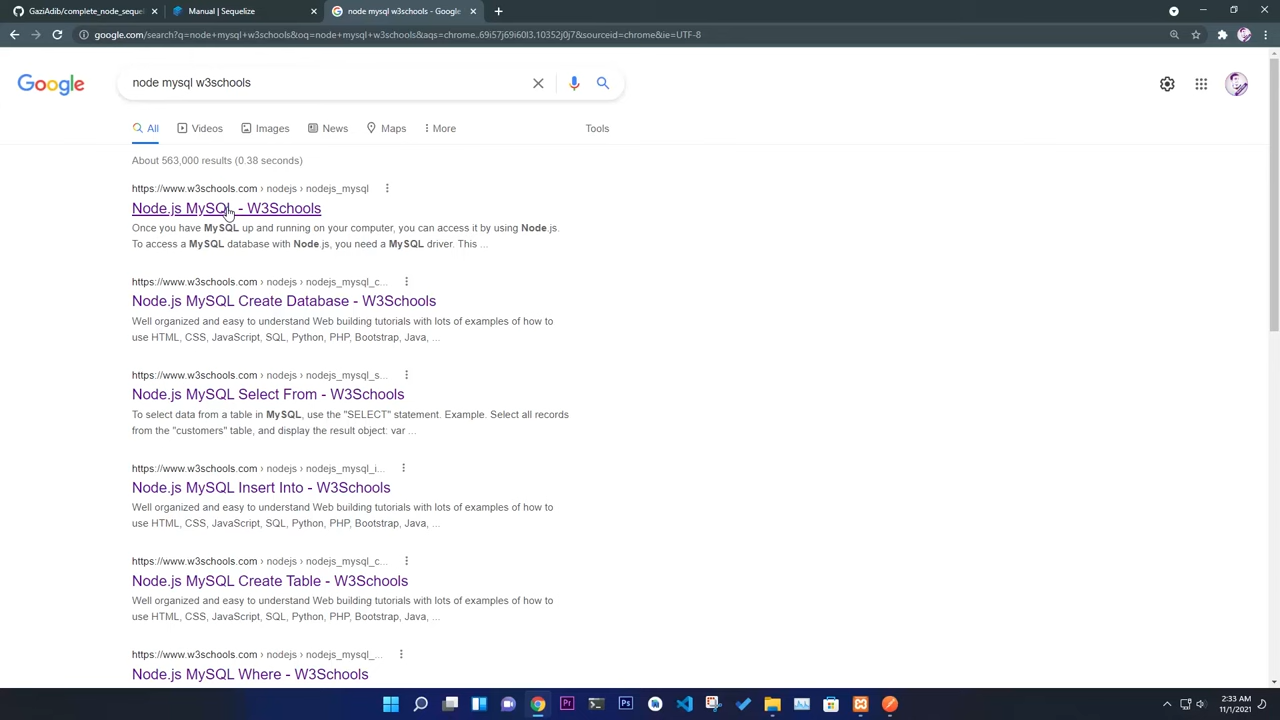 GaziAdib/complete_node_sequel
Manual | Sequelize
node mysql w3schools - Google
google.com/search?q=node+mysql+w3schools&oq=node+mysql+w3schools&aqs=chrome..69i57j69i60l3.10352j0j7&sourceid=chrome&ie=UTF-8
Google
node mysql w3schools
All
Videos
Images
News
Maps
More
Tools
About 563,000 results (0.38 seconds)
https://www.w3schools.com › nodejs › nodejs_mysql
Node.js MySQL - W3Schools
Once you have MySQL up and running on your computer, you can access it by using Node.js.
To access a MySQL database with Node.js, you need a MySQL driver. This ...
https://www.w3schools.com › nodejs › nodejs_mysql_c...
Node.js MySQL Create Database - W3Schools
Well organized and easy to understand Web building tutorials with lots of examples of how to
use HTML, CSS, JavaScript, SQL, Python, PHP, Bootstrap, Java, ...
https://www.w3schools.com › nodejs › nodejs_mysql_s...
Node.js MySQL Select From - W3Schools
To select data from a table in MySQL, use the "SELECT" statement. Example. Select all records
from the "customers" table, and display the result object: var ...
https://www.w3schools.com › nodejs › nodejs_mysql_i...
Node.js MySQL Insert Into - W3Schools
Well organized and easy to understand Web building tutorials with lots of examples of how to
use HTML, CSS, JavaScript, SQL, Python, PHP, Bootstrap, Java, ...
https://www.w3schools.com › nodejs › nodejs_mysql_c...
Node.js MySQL Create Table - W3Schools
Well organized and easy to understand Web building tutorials with lots of examples of how to
use HTML, CSS, JavaScript, SQL, Python, PHP, Bootstrap, Java, ...
https://www.w3schools.com › nodejs › nodejs_mysql_...
Node.js MySQL Where - W3Schools
Pr
Ps
2:33 AM
11/1/2021